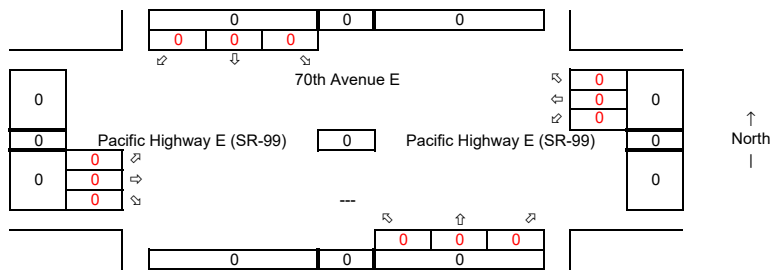 0 0 0
0 0 0
↙ ⇩ ↘
70th Avenue E
↖ 0
0 ⇦ 0 0
↙ 0 ↑
0 Pacific Highway E (SR-99) 0 Pacific Highway E (SR-99) 0 North
0 ↗ |
0 0 ⇨ 0
0 ↘ ---
↖ ⇧ ↗
0 0 0
0 0 0